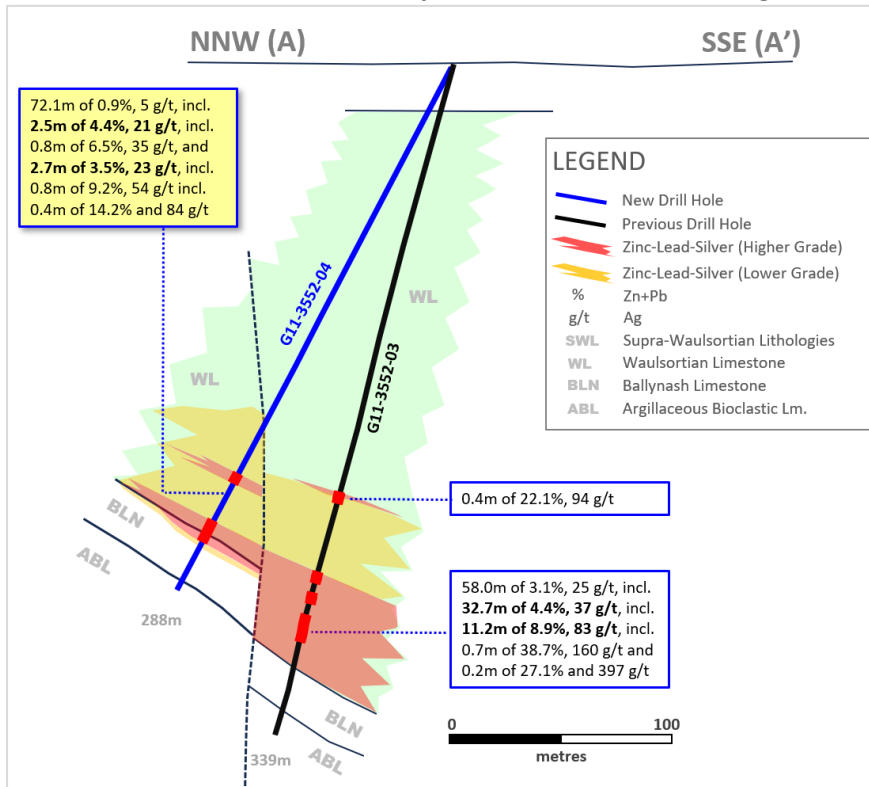 NNW (A)
SSE (A')
72.1m of 0.9%, 5 g/t, incl.
2.5m of 4.4%, 21 g/t, incl.
0.8m of 6.5%, 35 g/t, and
2.7m of 3.5%, 23 g/t, incl.
0.8m of 9.2%, 54 g/t incl.
0.4m of 14.2% and 84 g/t
LEGEND
New Drill Hole
Previous Drill Hole
Zinc-Lead-Silver (Higher Grade)
Zinc-Lead-Silver (Lower Grade)
% Zn+Pb
g/t Ag
SWL Supra-Waulsortian Lithologies
WL Waulsortian Limestone
BLN Ballynash Limestone
ABL Argillaceous Bioclastic Lm.
G11-3552-04
G11-3552-03
WL
WL
0.4m of 22.1%, 94 g/t
BLN
ABL
58.0m of 3.1%, 25 g/t, incl.
32.7m of 4.4%, 37 g/t, incl.
11.2m of 8.9%, 83 g/t, incl.
0.7m of 38.7%, 160 g/t and
0.2m of 27.1% and 397 g/t
288m
BLN
ABL
339m
0 100
metres